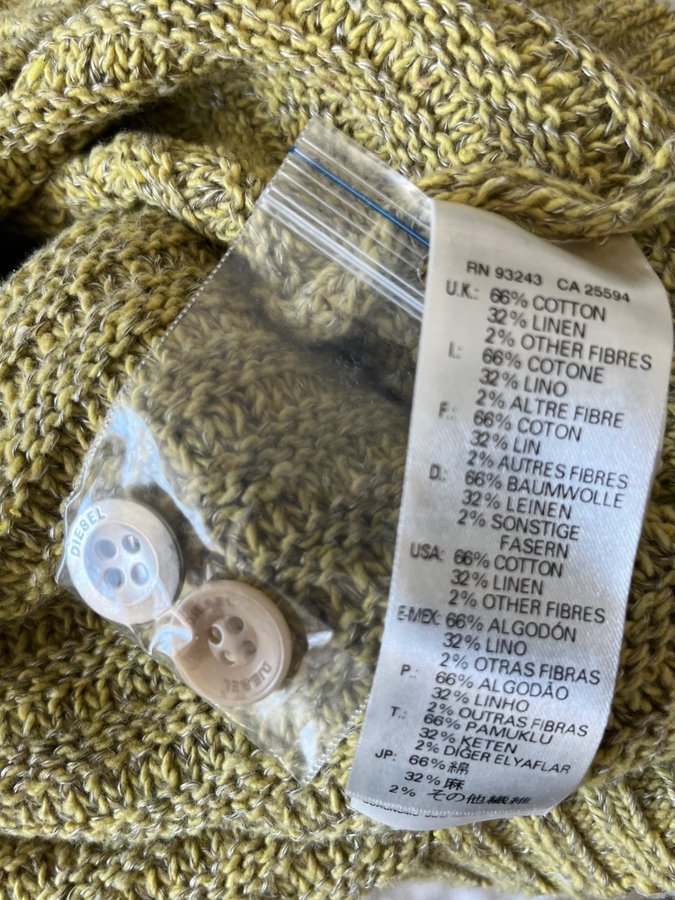 RN 93243 CA 25594
U.K.: 66% COTTON
32% LINEN
2% OTHER FIBRES
I.: 66% COTONE
32% LINO
2% ALTRE FIBRE
F.: 66% COTON
32% LIN
2% AUTRES FIBRES
D.: 66% BAUMWOLLE
32% LEINEN
2% SONSTIGE
FASERN
USA: 66% COTTON
32% LINEN
2% OTHER FIBRES
E-MEX: 66% ALGODÓN
32% LINO
2% OTRAS FIBRAS
P.: 66% ALGODÃO
32% LINHO
2% OUTRAS FIBRAS
T.: 66% PAMUKLU
32% KETEN
2% DİĞER ELYAFLAR
JP: 66% 綿
32% 麻
2% その他繊維
DIESEL
DIESEL
DIESEL